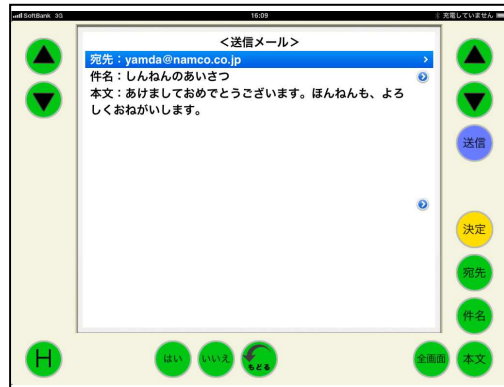 SoftBank 3G 16:09 充電していません
<送信メール>
宛先：yamda@namco.co.jp
件名：しんねんのあいさつ
本文：あけましておめでとうございます。ほんねんも、よろ
しくおねがいします。
送信
決定
宛先
件名
H はい いいえ もどる 全画面 本文